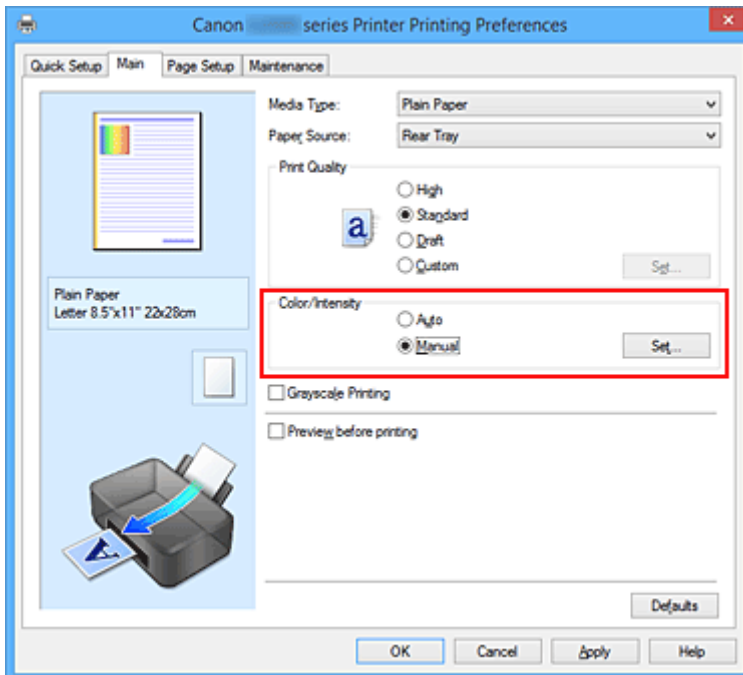 Canon series Printer Printing Preferences
Quick Setup Main Page Setup Maintenance
Media Type: Plain Paper
Paper Source: Rear Tray
Print Quality
High
a Standard
Draft
Custom Set...
Plain Paper
Letter 8.5"x11" 22x28cm
Color/Intensity
Auto
Manual Set...
Grayscale Printing
Preview before printing
A
Defaults
OK Cancel Apply Help